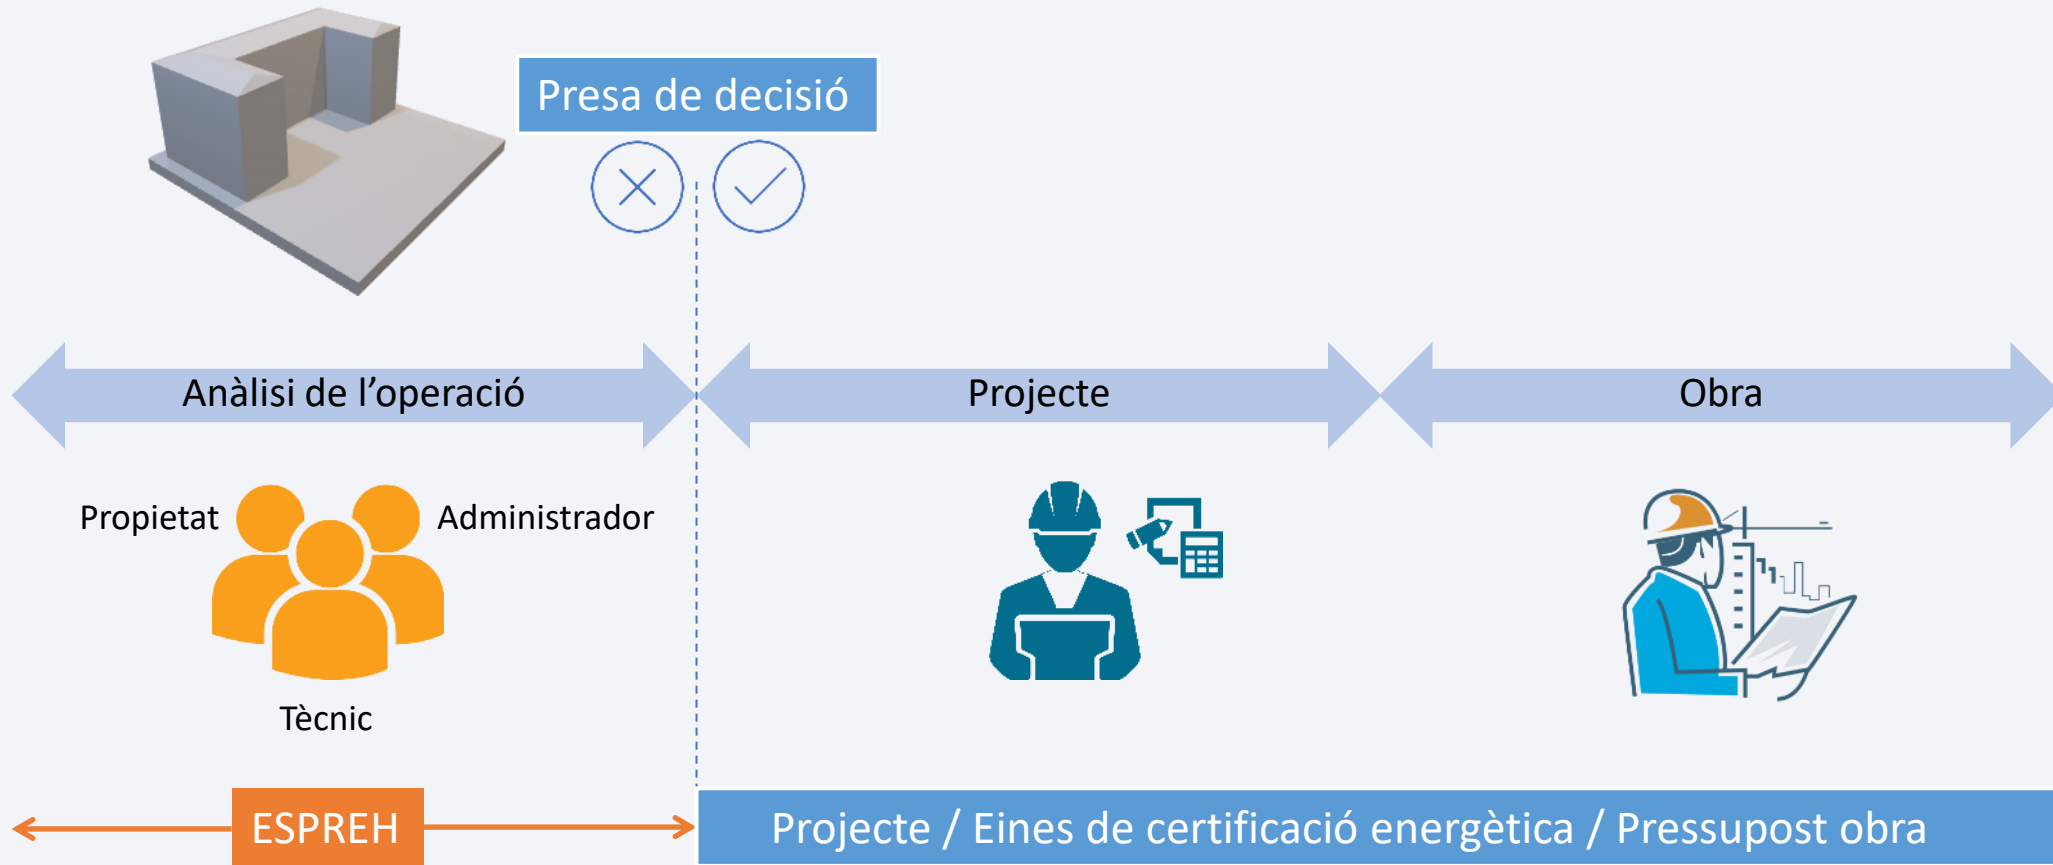 Presa de decisió
Anàlisi de l’operació
Projecte
Obra
Propietat
Administrador
Tècnic
ESPREH
Projecte / Eines de certificació energètica / Pressupost obra